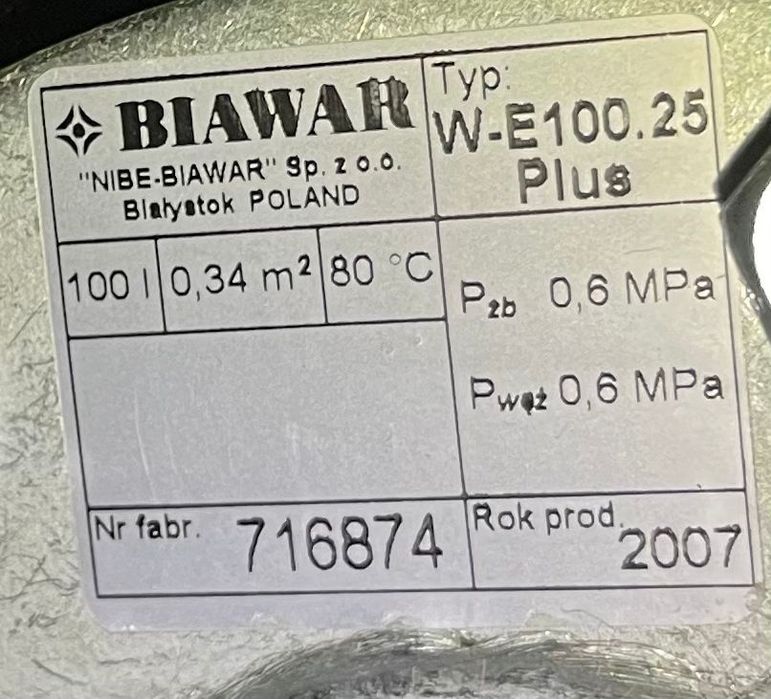 BIAWAR
"NIBE-BIAWAR" Sp. z o.o.
Białystok POLAND
Typ:
W-E100.25
Plus
100 l 0,34 m² 80 °C
Pzb 0,6 MPa
Pwęż 0,6 MPa
Nr fabr. 716874
Rok prod. 2007